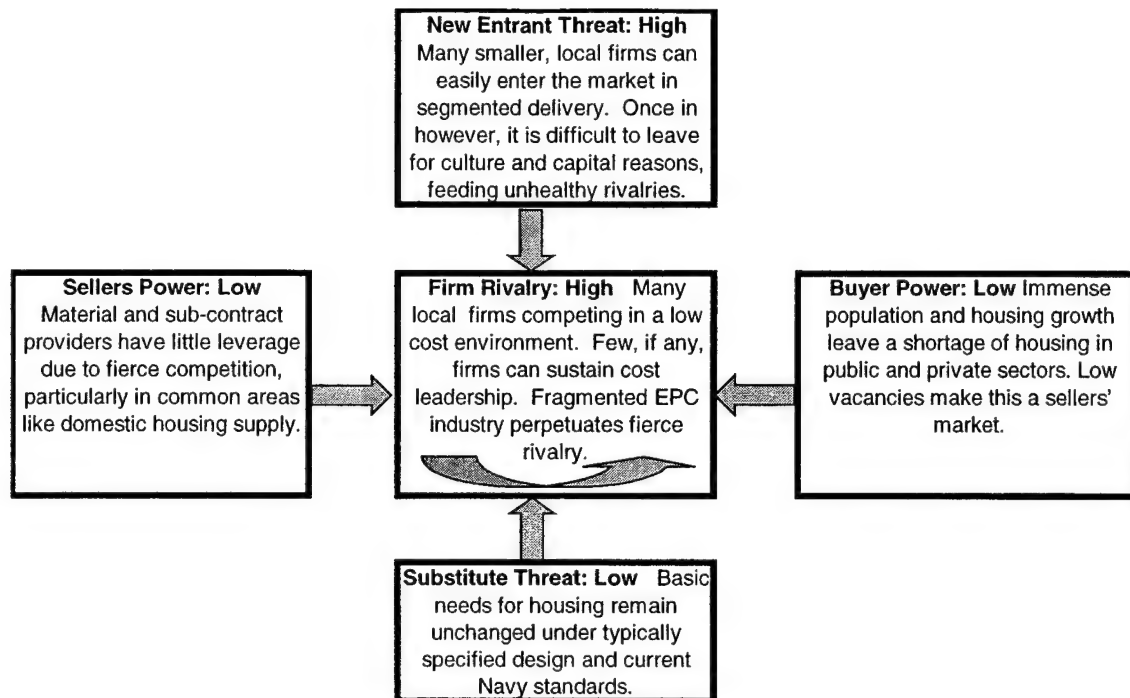 New Entrant Threat: High
Many smaller, local firms can
easily enter the market in
segmented delivery. Once in
however, it is difficult to leave
for culture and capital reasons,
feeding unhealthy rivalries.
Sellers Power: Low
Material and sub-contract
providers have little leverage
due to fierce competition,
particularly in common areas
like domestic housing supply.
Firm Rivalry: High Many
local firms competing in a low
cost environment. Few, if any,
firms can sustain cost
leadership. Fragmented EPC
industry perpetuates fierce
rivalry.
Buyer Power: Low Immense
population and housing growth
leave a shortage of housing in
public and private sectors. Low
vacancies make this a sellers'
market.
Substitute Threat: Low Basic
needs for housing remain
unchanged under typically
specified design and current
Navy standards.